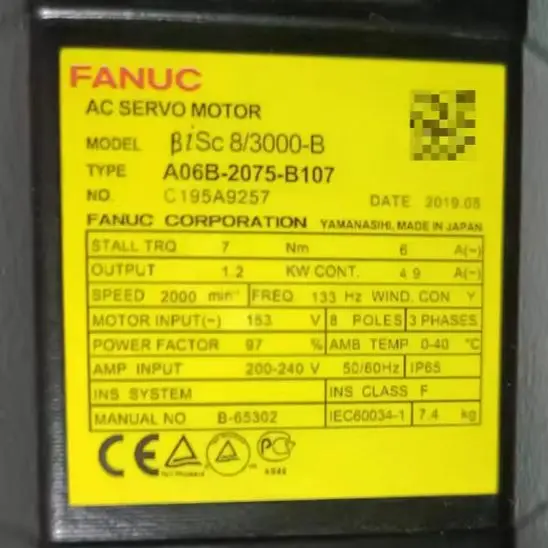 FANUC
AC SERVO MOTOR
MODEL βiSc 8/3000-B
TYPE A06B-2075-B107
NO. C195A9257 DATE 2019.08
FANUC CORPORATION YAMANASHI, MADE IN JAPAN
STALL TRQ 7 Nm 6 A(~)
OUTPUT 1.2 KW CONT. 4.9 A(~)
SPEED 2000 min⁻¹ FREQ 133 Hz WIND. CON Y
MOTOR INPUT(~) 153 V 8 POLES 3 PHASES
POWER FACTOR 97 % AMB TEMP 0-40 °C
AMP INPUT 200-240 V 50/60Hz IP65
INS SYSTEM INS CLASS F
MANUAL NO B-65302 IEC60034-1 7.4 kg
CE